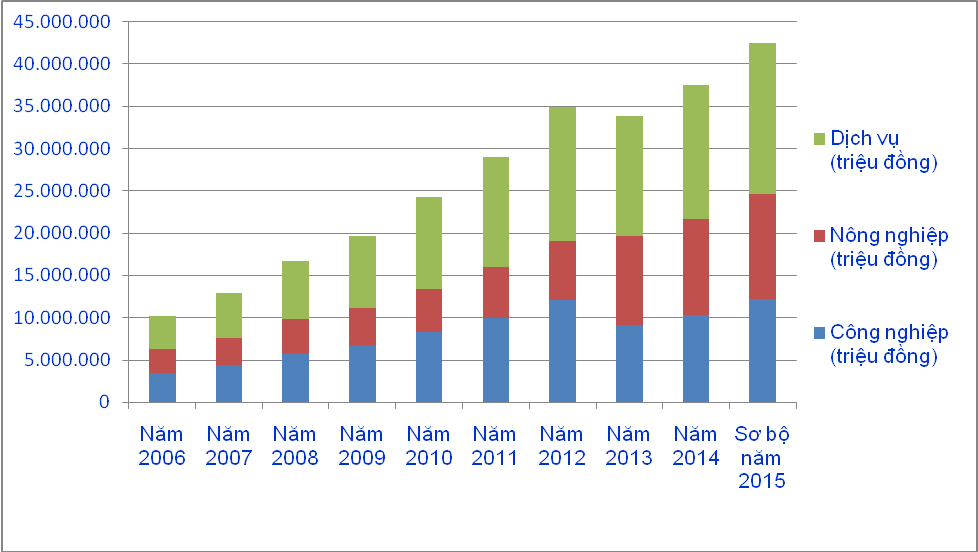 45.000.000
40.000.000
35.000.000
30.000.000
25.000.000
20.000.000
15.000.000
10.000.000
5.000.000
0
Năm 2006
Năm 2007
Năm 2008
Năm 2009
Năm 2010
Năm 2011
Năm 2012
Năm 2013
Năm 2014
Sơ bộ năm 2015
Dịch vụ
(triệu đồng)
Nông nghiệp
(triệu đồng)
Công nghiệp
(triệu đồng)